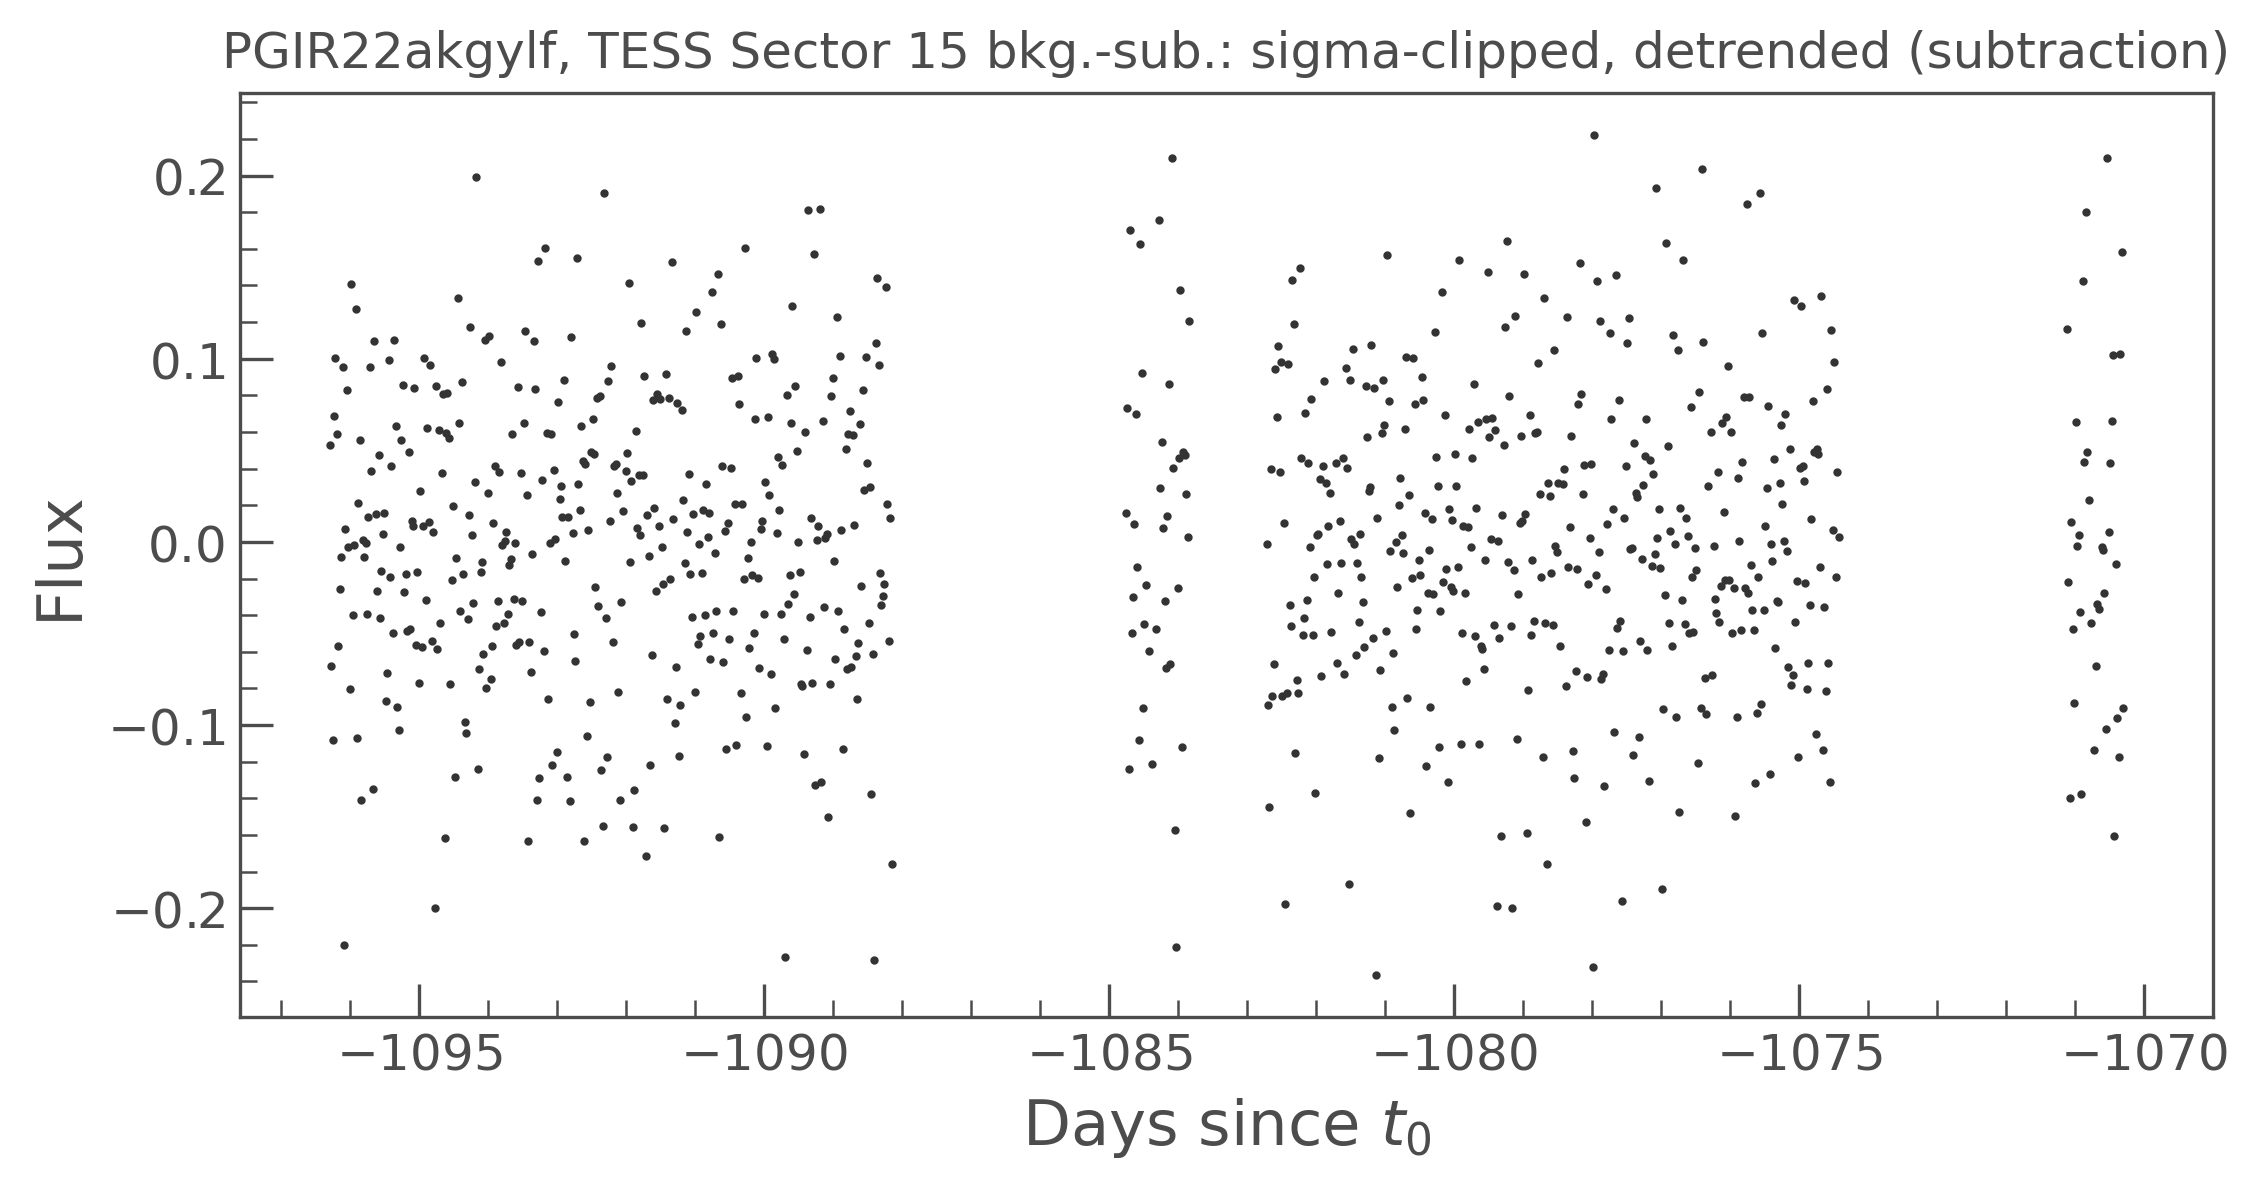 PGIR22akgylf, TESS Sector 15 bkg.-sub.: sigma-clipped, detrended (subtraction)
Flux
0.2
0.1
0.0
−0.1
−0.2
−1095 −1090 −1085 −1080 −1075 −1070
Days since t₀